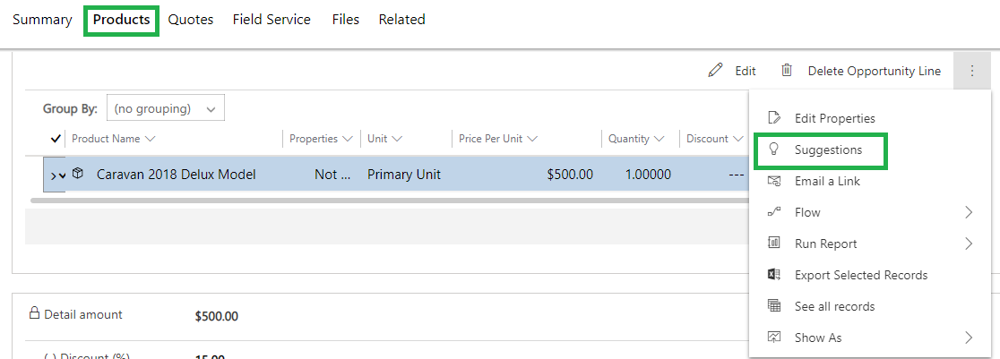 Summary Products Quotes Field Service Files Related
Edit Delete Opportunity Line
Group By: (no grouping)
Product Name Properties Unit Price Per Unit Quantity Discount
Caravan 2018 Delux Model Not ... Primary Unit $500.00 1.00000 ---
Edit Properties
Suggestions
Email a Link
Flow
Run Report
Export Selected Records
See all records
Show As
Detail amount $500.00
Discount (%) 15.00